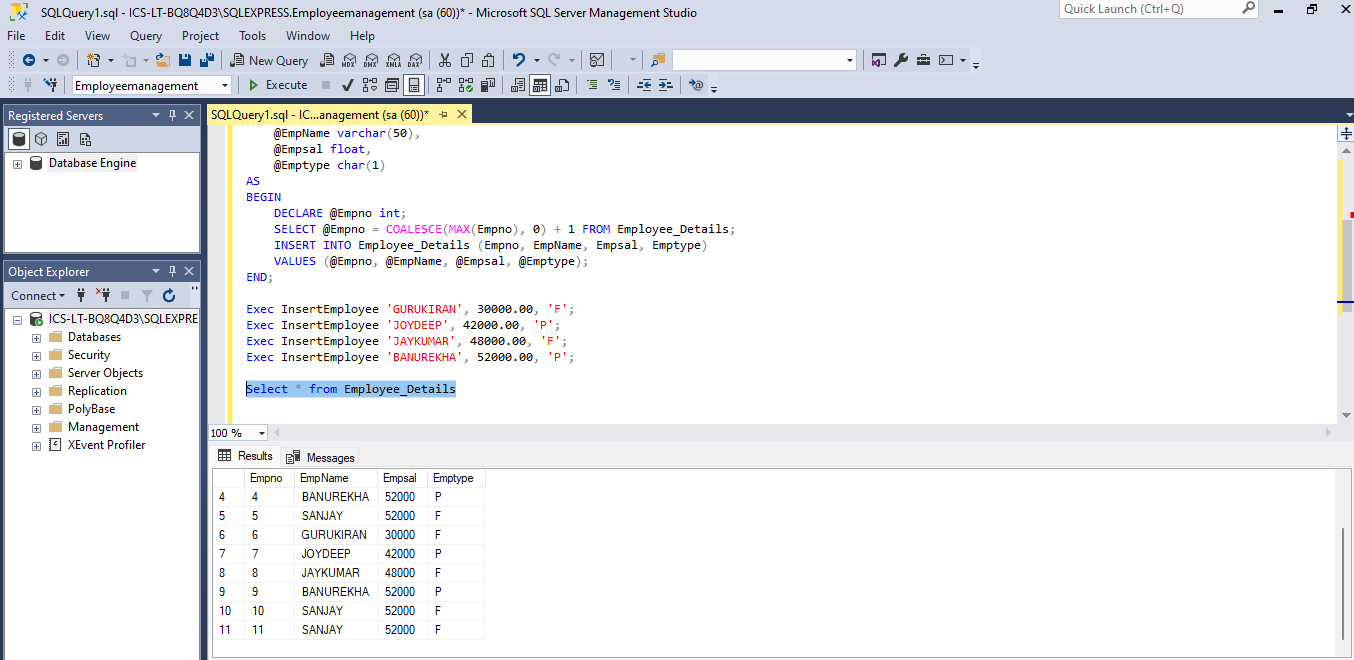 SQLQuery1.sql - ICS-LT-BQ8Q4D3\SQLEXPRESS.Employeemanagement (sa (60))* - Microsoft SQL Server Management Studio
Quick Launch (Ctrl+Q)
File Edit View Query Project Tools Window Help
New Query MDX DMX XMLA DAX
Employeemanagement Execute
Registered Servers
Database Engine
Object Explorer
Connect
ICS-LT-BQ8Q4D3\SQLEXPRE
Databases
Security
Server Objects
Replication
PolyBase
Management
XEvent Profiler
SQLQuery1.sql - IC...anagement (sa (60))*
@EmpName varchar(50),
@Empsal float,
@Emptype char(1)
AS
BEGIN
DECLARE @Empno int;
SELECT @Empno = COALESCE(MAX(Empno), 0) + 1 FROM Employee_Details;
INSERT INTO Employee_Details (Empno, EmpName, Empsal, Emptype)
VALUES (@Empno, @EmpName, @Empsal, @Emptype);
END;
Exec InsertEmployee 'GURUKIRAN', 30000.00, 'F';
Exec InsertEmployee 'JOYDEEP', 42000.00, 'P';
Exec InsertEmployee 'JAYKUMAR', 48000.00, 'F';
Exec InsertEmployee 'BANUREKHA', 52000.00, 'P';
Select * from Employee_Details
100 %
Results Messages
Empno EmpName Empsal Emptype
4 4 BANUREKHA 52000 P
5 5 SANJAY 52000 F
6 6 GURUKIRAN 30000 F
7 7 JOYDEEP 42000 P
8 8 JAYKUMAR 48000 F
9 9 BANUREKHA 52000 P
10 10 SANJAY 52000 F
11 11 SANJAY 52000 F